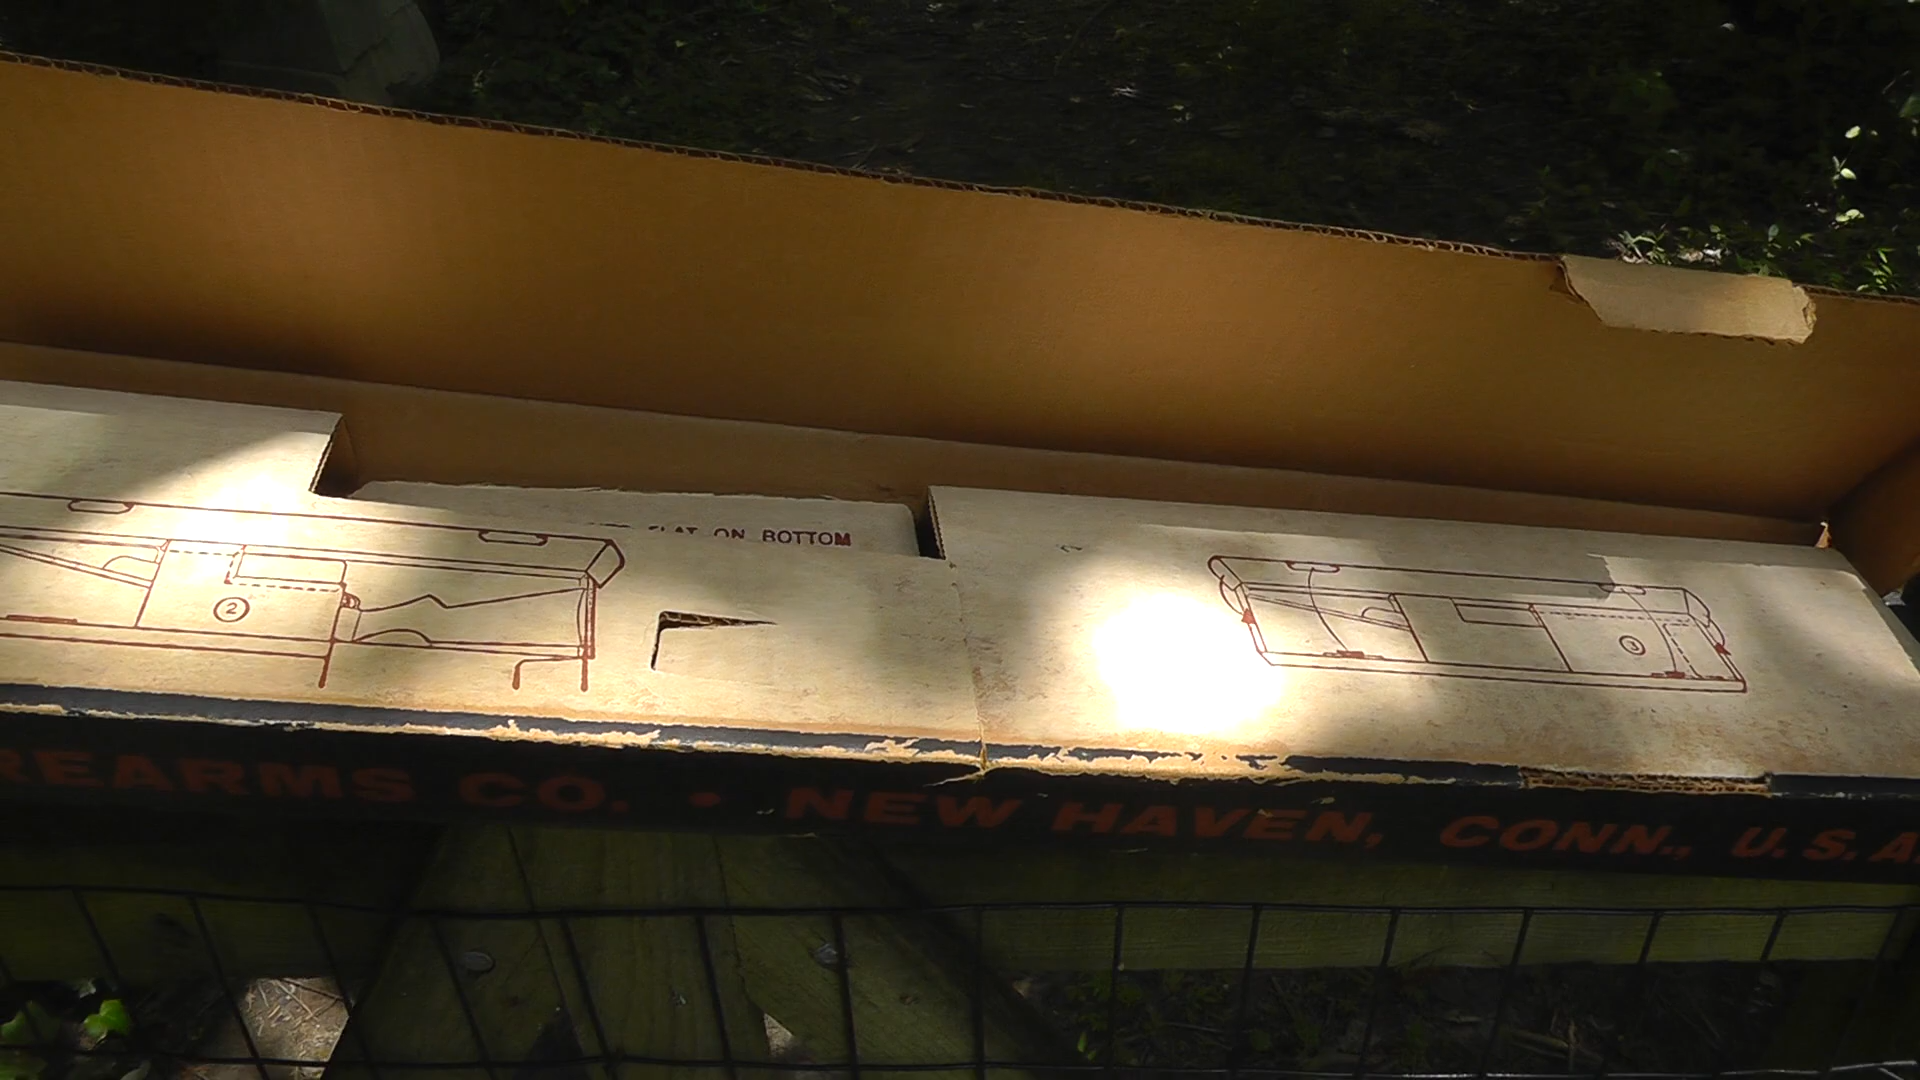 FLAT ON BOTTOM
2
3
REARMS CO. • NEW HAVEN, CONN., U.S.A.